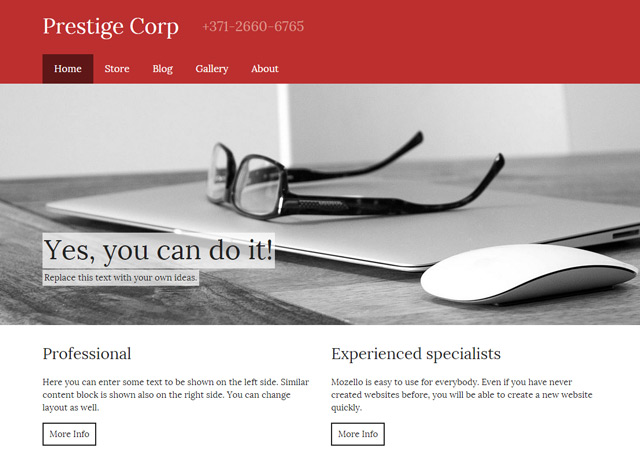 Prestige Corp +371-2660-6765
Home Store Blog Gallery About
Yes, you can do it!
Replace this text with your own ideas.
Professional
Here you can enter some text to be shown on the left side. Similar
content block is shown also on the right side. You can change
layout as well.
More Info
Experienced specialists
Mozello is easy to use for everybody. Even if you have never
created websites before, you will be able to create a new website
quickly.
More Info